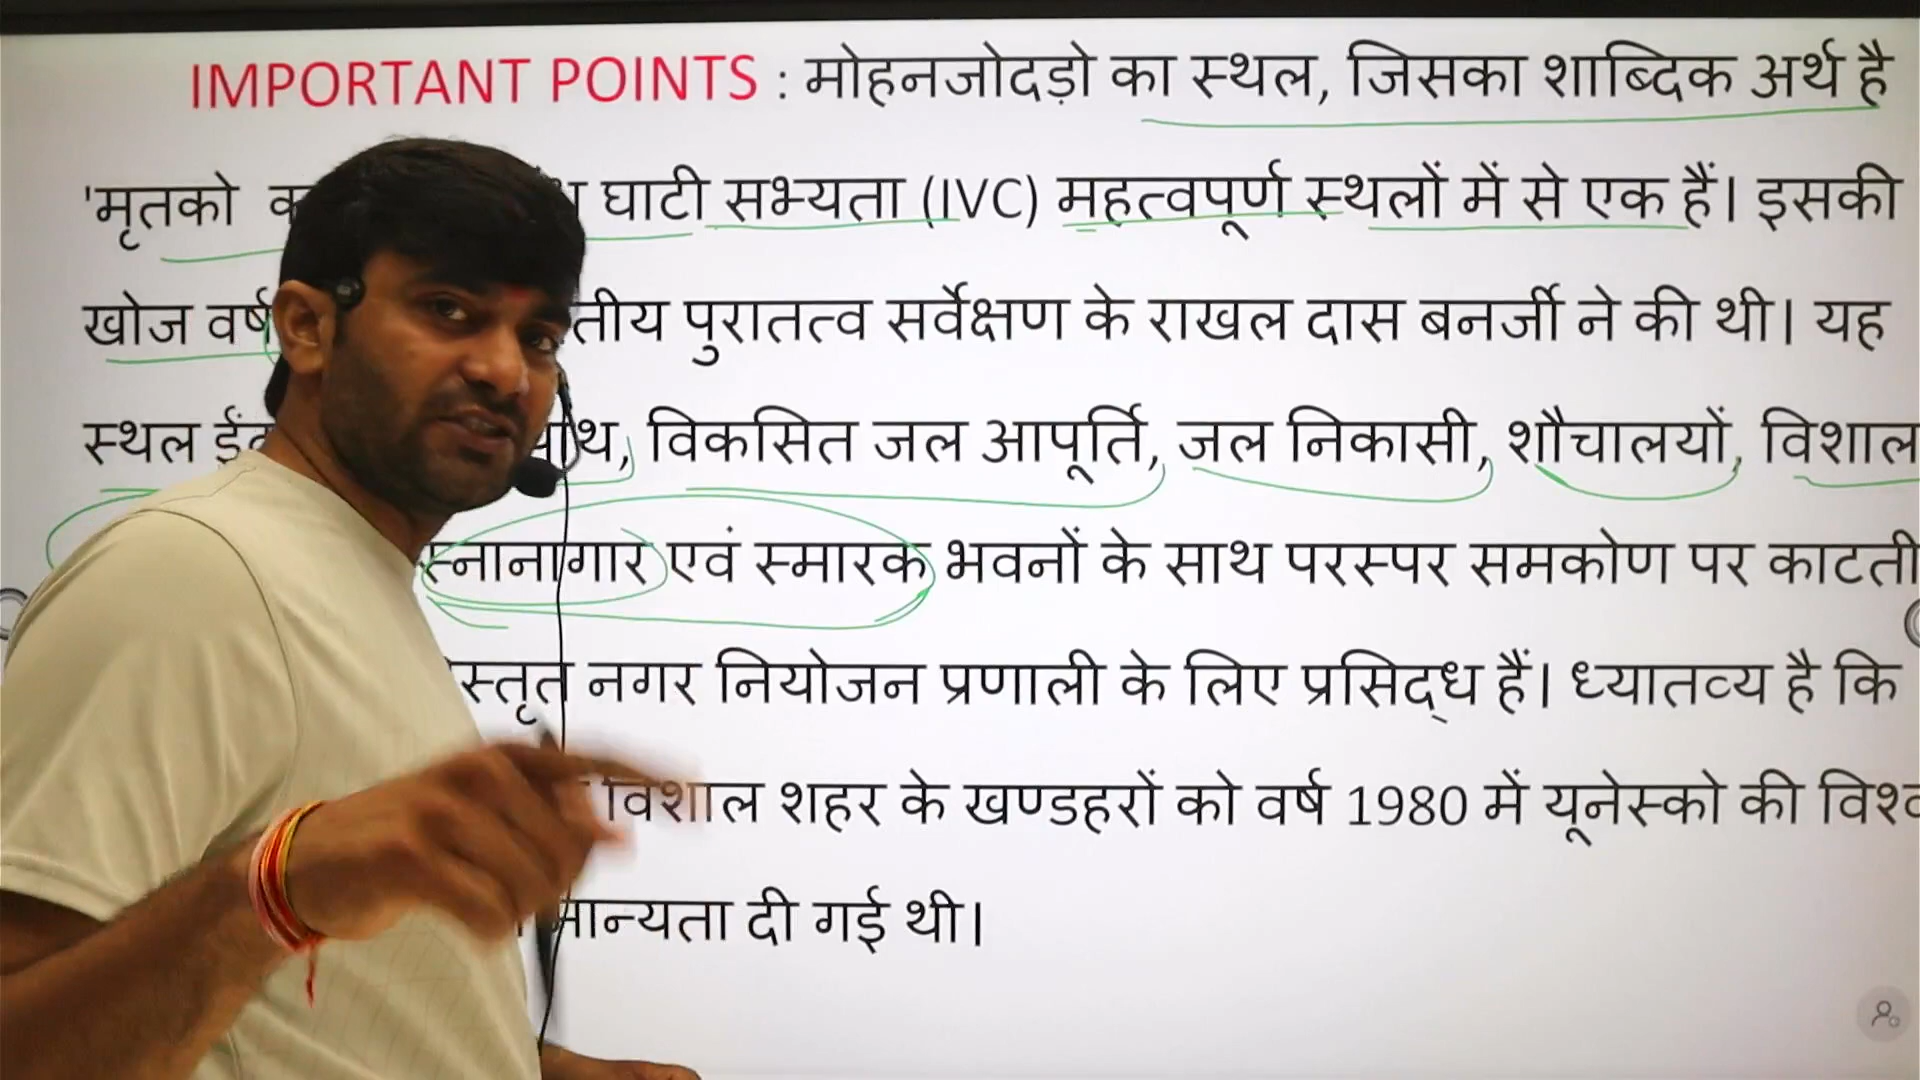 IMPORTANT POINTS : मोहनजोदड़ो का स्थल, जिसका शाब्दिक अर्थ है
'मृतको घाटी सभ्यता (IVC) महत्वपूर्ण स्थलों में से एक हैं। इसकी
खोज वर्ष पुरातत्व सर्वेक्षण के राखल दास बनर्जी ने की थी। यह
स्थल विकसित जल आपूर्ति, जल निकासी, शौचालयों, विशाल
स्नानागार एवं स्मारक भवनों के साथ परस्पर समकोण पर काटती
नगर नियोजन प्रणाली के लिए प्रसिद्ध हैं। ध्यातव्य है कि
विशाल शहर के खण्डहरों को वर्ष 1980 में यूनेस्को की
मान्यता दी गई थी।